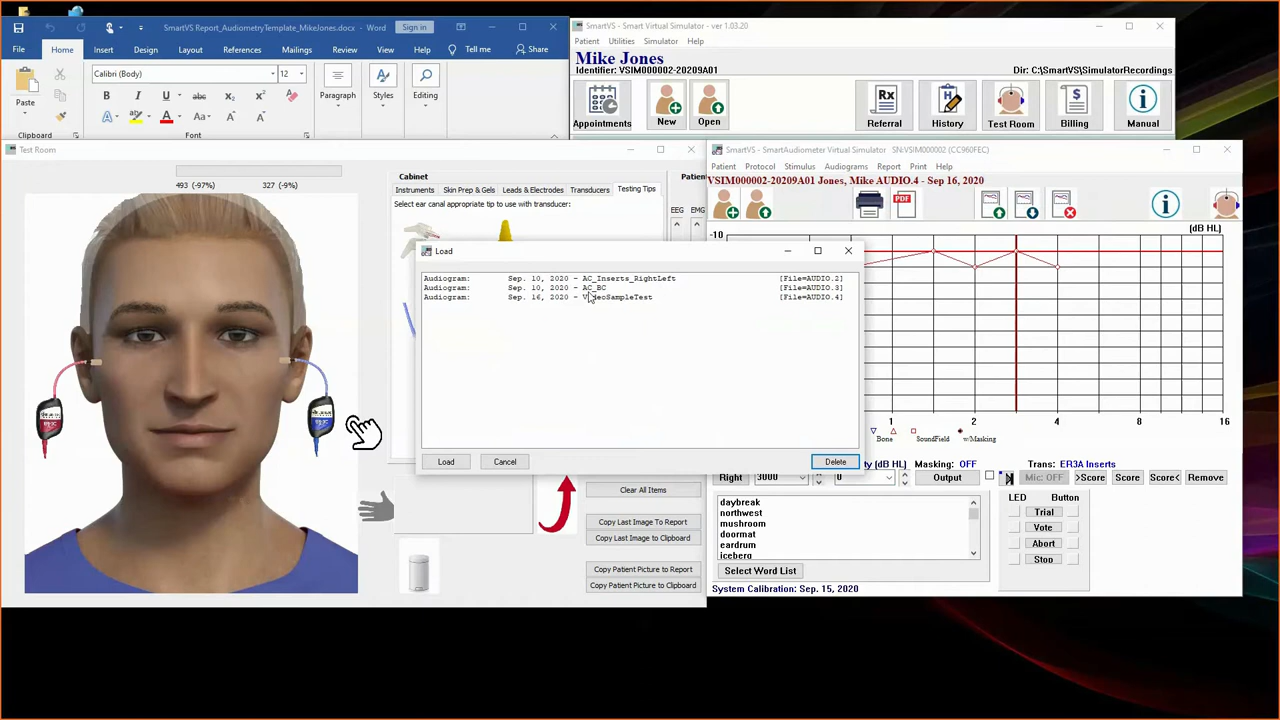 SmartVS Report_AudiometryTemplate_MikeJones.docx - Word
Sign in
File Home Insert Design Layout References Mailings Review View Help Tell me Share
Paste
Calibri (Body) 12
Paragraph
Styles
Editing
Clipboard
Font
SmartVS - Smart Virtual Simulator - ver 1.03.20
Patient Utilities Simulator Help
Mike Jones
Identifier: VSIM000002-20209A01
Dir: C:\SmartVS\SimulatorRecordings
Appointments New Open Referral History Test Room Billing Manual
Test Room
493 (-97%) 327 (-9%)
Cabinet
Instruments Skin Prep & Gels Leads & Electrodes Transducers Testing Tips
Select ear canal appropriate tip to use with transducer:
EEG EMG
Clear All Items
Copy Last Image To Report
Copy Last Image to Clipboard
Copy Patient Picture to Report
Copy Patient Picture to Clipboard
Load
Audiogram: Sep. 10, 2020 - AC_Inserts_RightLeft [File=AUDIO.2]
Audiogram: Sep. 10, 2020 - AC_BC [File=AUDIO.3]
Audiogram: Sep. 16, 2020 - VideoSampleTest [File=AUDIO.4]
Load Cancel Delete
SmartVS - SmartAudiometer Virtual Simulator SN:VSIM000002 (CC960FEC)
Patient Protocol Stimulus Audiograms Report Print Help
VSIM000002-20209A01 Jones, Mike AUDIO.4 - Sep 16, 2020
PDF
-10 [dB HL]
1 2 4 8 16
Bone SoundField w/Masking
(dB HL) Masking: OFF Trans: ER3A Inserts
Right 3000 0 Output Mic: OFF >Score Score Score< Remove
daybreak
northwest
mushroom
doormat
eardrum
iceberg
Select Word List
LED Button
Trial
Vote
Abort
Stop
System Calibration: Sep. 15, 2020